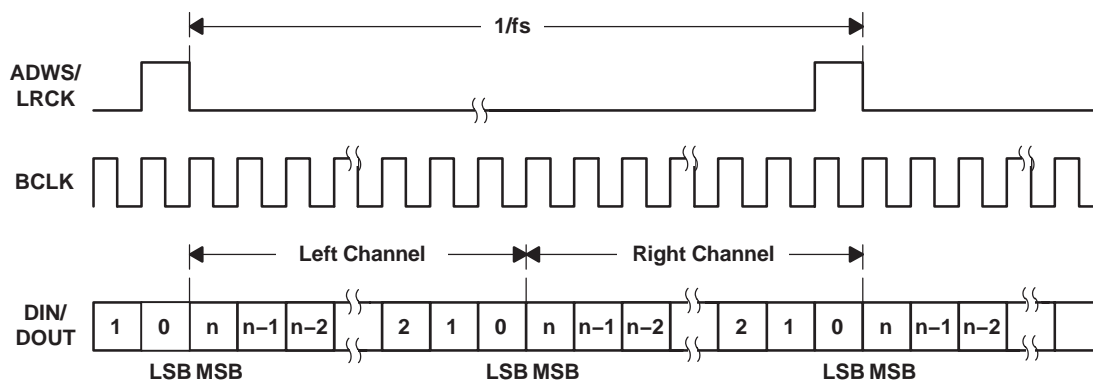 1/fs
ADWS/
LRCK
BCLK
Left Channel
Right Channel
DIN/
DOUT
1 0 n n–1 n–2 2 1 0 n n–1 n–2 2 1 0 n n–1 n–2
LSB MSB LSB MSB LSB MSB